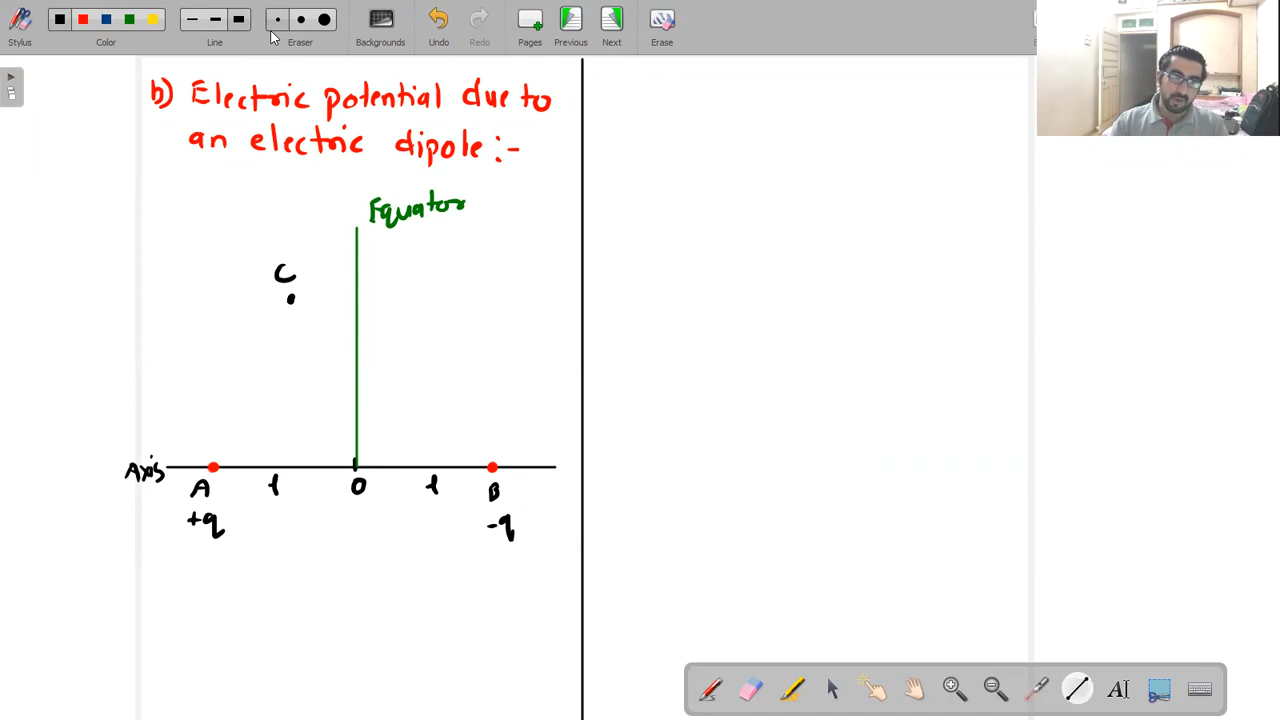 Stylus
Color
Line
Eraser
Backgrounds
Undo
Redo
Pages
Previous
Next
Erase
b) Electric potential due to
an electric dipole :-
Equator
C
Axis
A l O l B
+q -q
AI